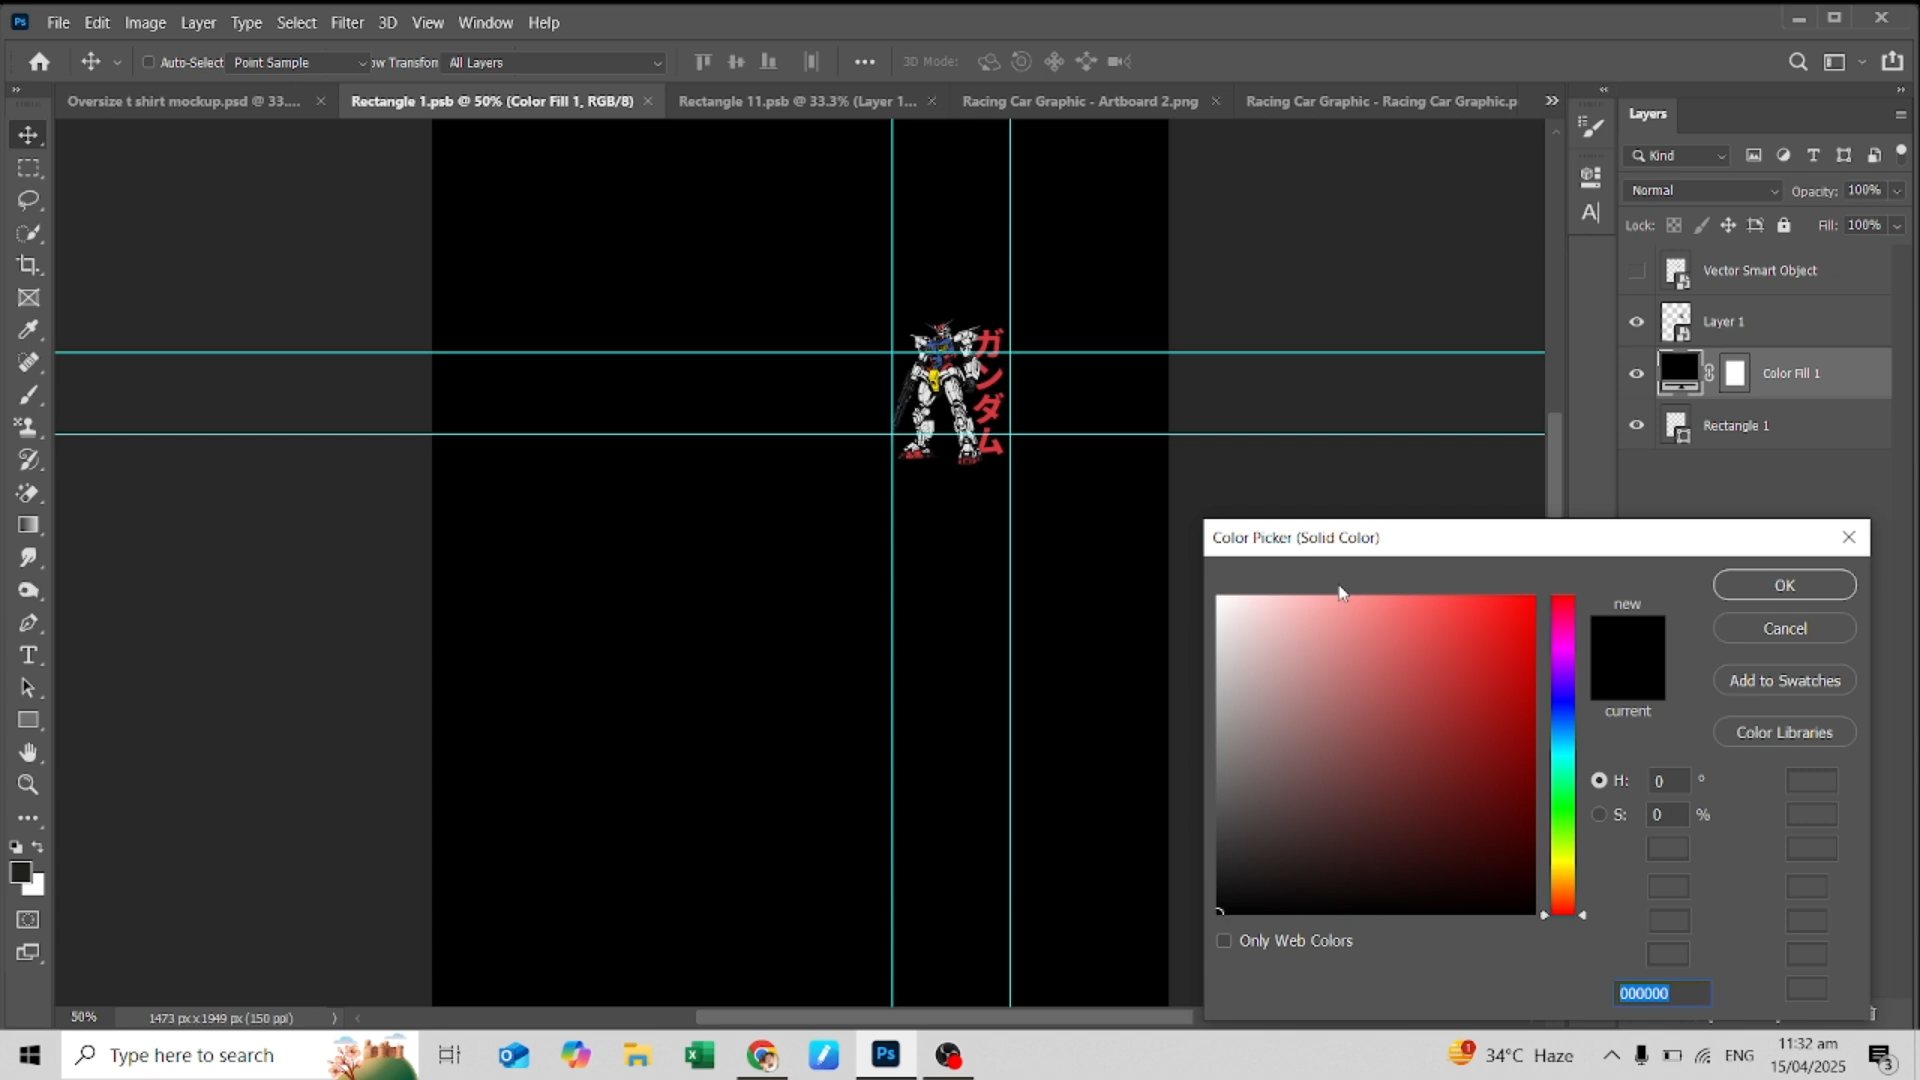 Ps File Edit Image Layer Type Select Filter 3D View Window Help
Auto-Select Point Sample ow Transfon All Layers 3D Mode:
Oversize t shirt mockup.psd @ 33.... Rectangle 1.psb @ 50% (Color Fill 1, RGB/8) Rectangle 11.psb @ 33.3% (Layer 1... Racing Car Graphic - Artboard 2.png Racing Car Graphic - Racing Car Graphic.p
Layers
Kind
Normal Opacity: 100%
Lock: Fill: 100%
Vector Smart Object
Layer 1
Color Fill 1
Rectangle 1
ガンダム
Color Picker (Solid Color)
OK
new
Cancel
Add to Swatches
current
Color Libraries
H: 0 °
S: 0 %
Only Web Colors
000000
50% 1473 px x 1949 px (150 ppi)
Type here to search
Ps
34°C Haze
ENG
11:32 am
15/04/2025
3